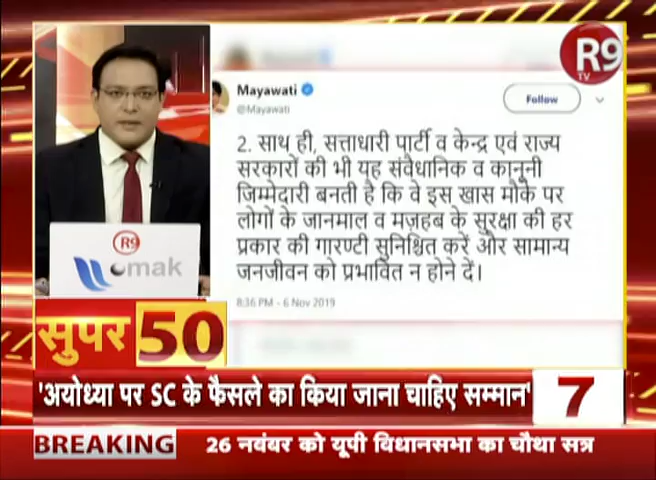 R9
TV
Mayawati
@Mayawati
Follow
2. साथ ही, सत्ताधारी पार्टी व केन्द्र एवं राज्य
सरकारों की भी यह संवैधानिक व कानूनी
जिम्मेदारी बनती है कि वे इस खास मौके पर
लोगों के जानमाल व मज़हब के सुरक्षा की हर
प्रकार की गारण्टी सुनिश्चित करें और सामान्य
जनजीवन को प्रभावित न होने दें।
8:36 PM - 6 Nov 2019
R9
mak
सुपर 50
'अयोध्या पर SC के फैसले का किया जाना चाहिए सम्मान'
7
BREAKING
26 नवंबर को यूपी विधानसभा का चौथा सत्र